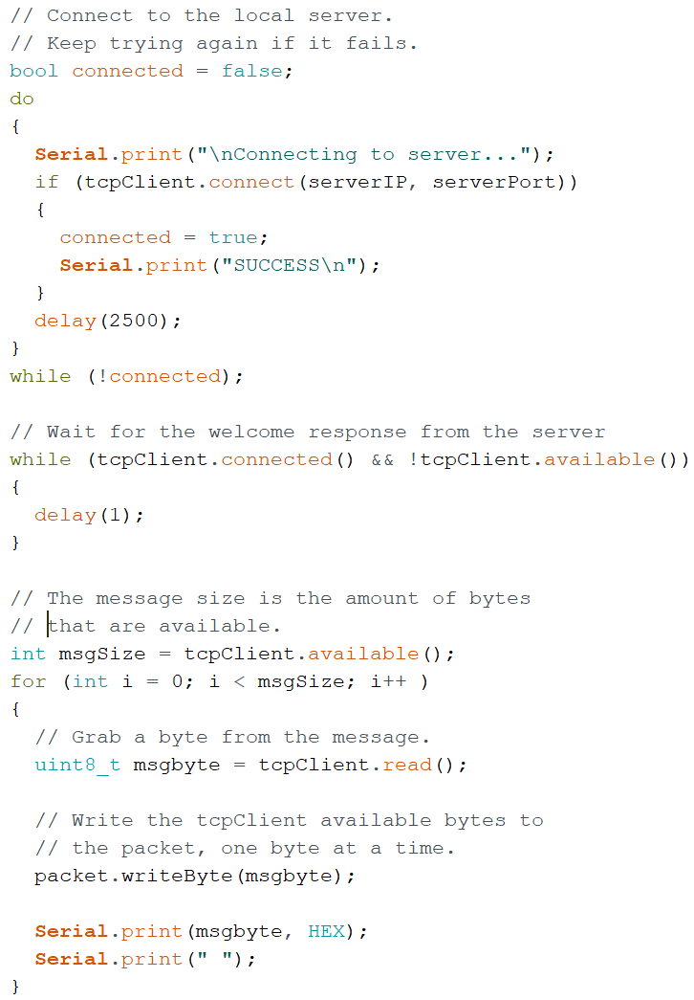 // Connect to the local server.
// Keep trying again if it fails.
bool connected = false;
do
{
  Serial.print("\nConnecting to server...");
  if (tcpClient.connect(serverIP, serverPort))
  {
    connected = true;
    Serial.print("SUCCESS\n");
  }
  delay(2500);
}
while (!connected);

// Wait for the welcome response from the server
while (tcpClient.connected() && !tcpClient.available())
{
  delay(1);
}

// The message size is the amount of bytes
// that are available.
int msgSize = tcpClient.available();
for (int i = 0; i < msgSize; i++ )
{
  // Grab a byte from the message.
  uint8_t msgbyte = tcpClient.read();

  // Write the tcpClient available bytes to
  // the packet, one byte at a time.
  packet.writeByte(msgbyte);

  Serial.print(msgbyte, HEX);
  Serial.print(" ");
}